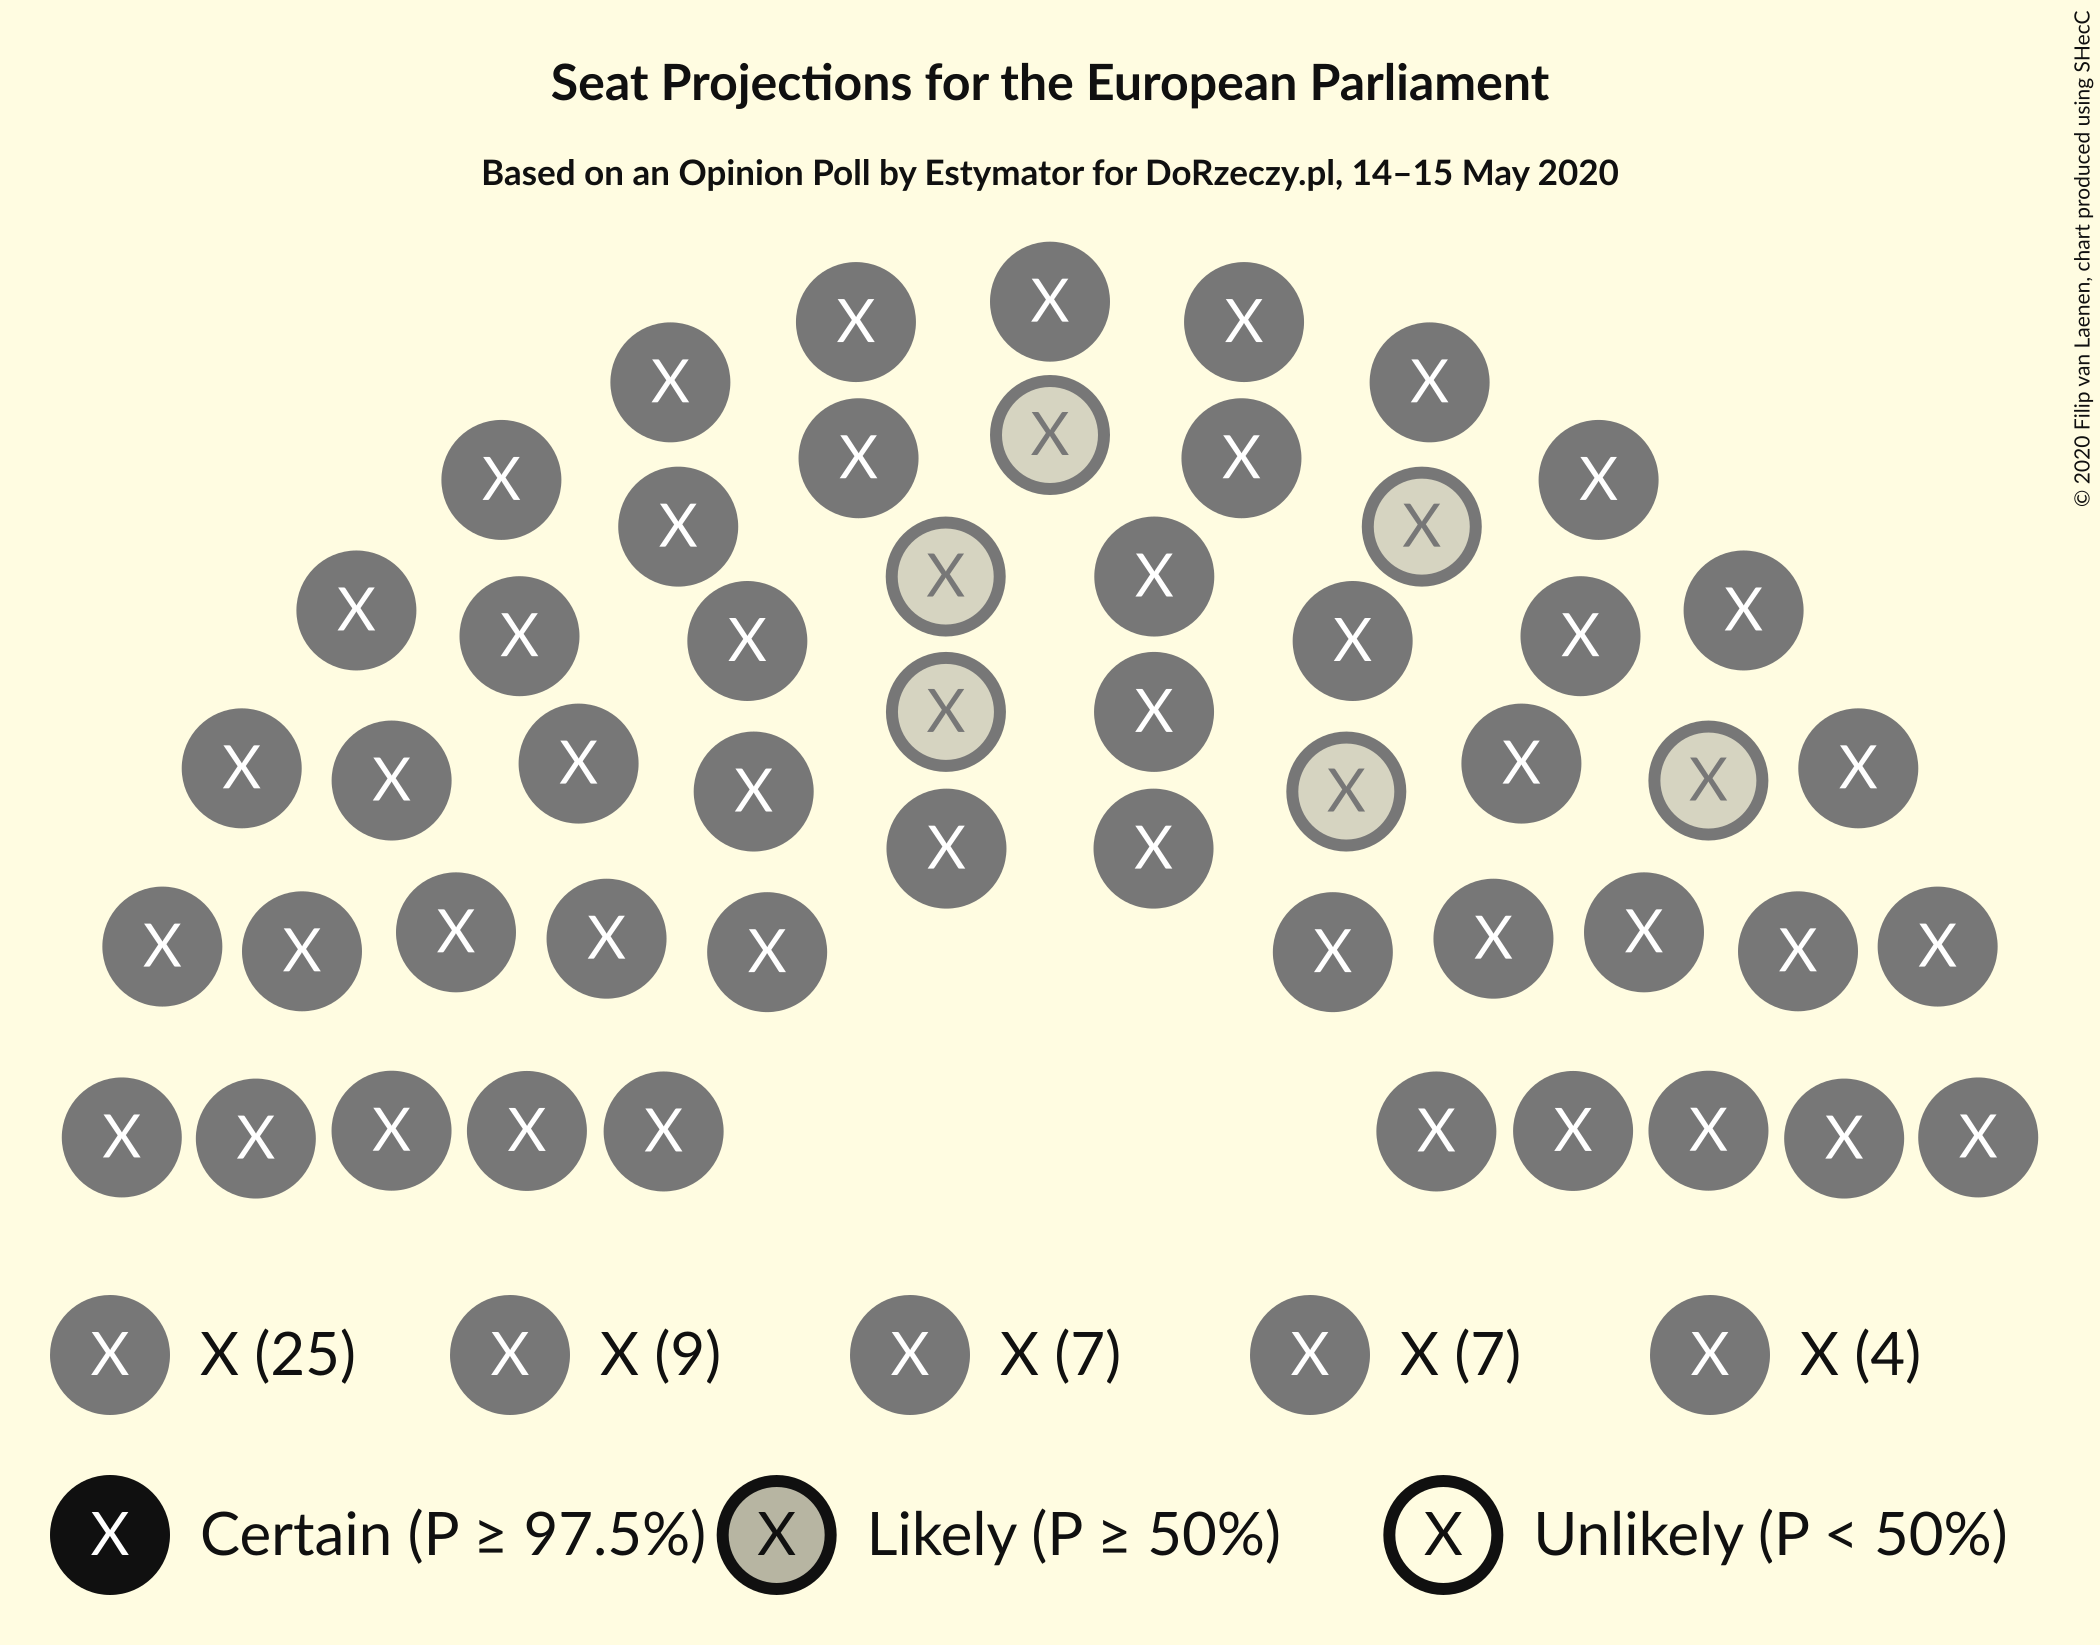 Seat Projections for the European Parliament
Based on an Opinion Poll by Estymator for DoRzeczy.pl, 14–15 May 2020
© 2020 Filip van Laenen, chart produced using SHecC
X
X X
X X
X
X X
X X
X X
X X
X X
X X
X X
X X
X X
X X
X X
X X X X
X X
X X
X X X X
X X
X X X X
X X
X X
X X X X
X X X X
X X X X X X
X X X X
X X X X X X (25) X X (9) X X (7) X X (7) X X (4)
X Certain (P ≥ 97.5%) X Likely (P ≥ 50%) X Unlikely (P < 50%)